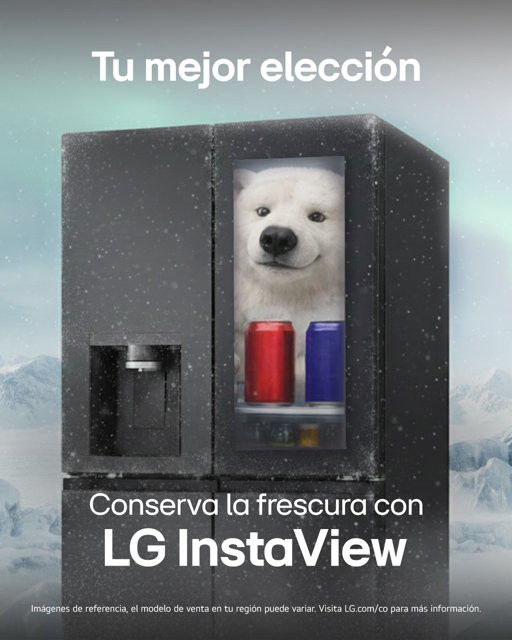 Tu mejor elección
Conserva la frescura con
LG InstaView
Imágenes de referencia, el modelo de venta en tu región puede variar. Visita LG.com/co para más información.